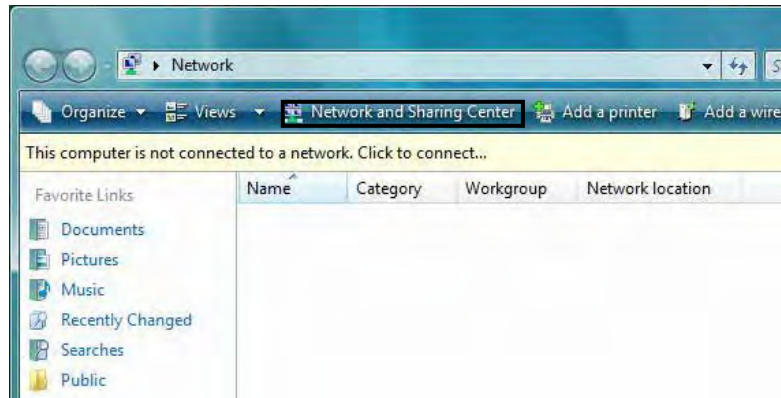 Network
Organize Views Network and Sharing Center Add a printer Add a wire
This computer is not connected to a network. Click to connect...
Favorite Links Name Category Workgroup Network location
Documents
Pictures
Music
Recently Changed
Searches
Public